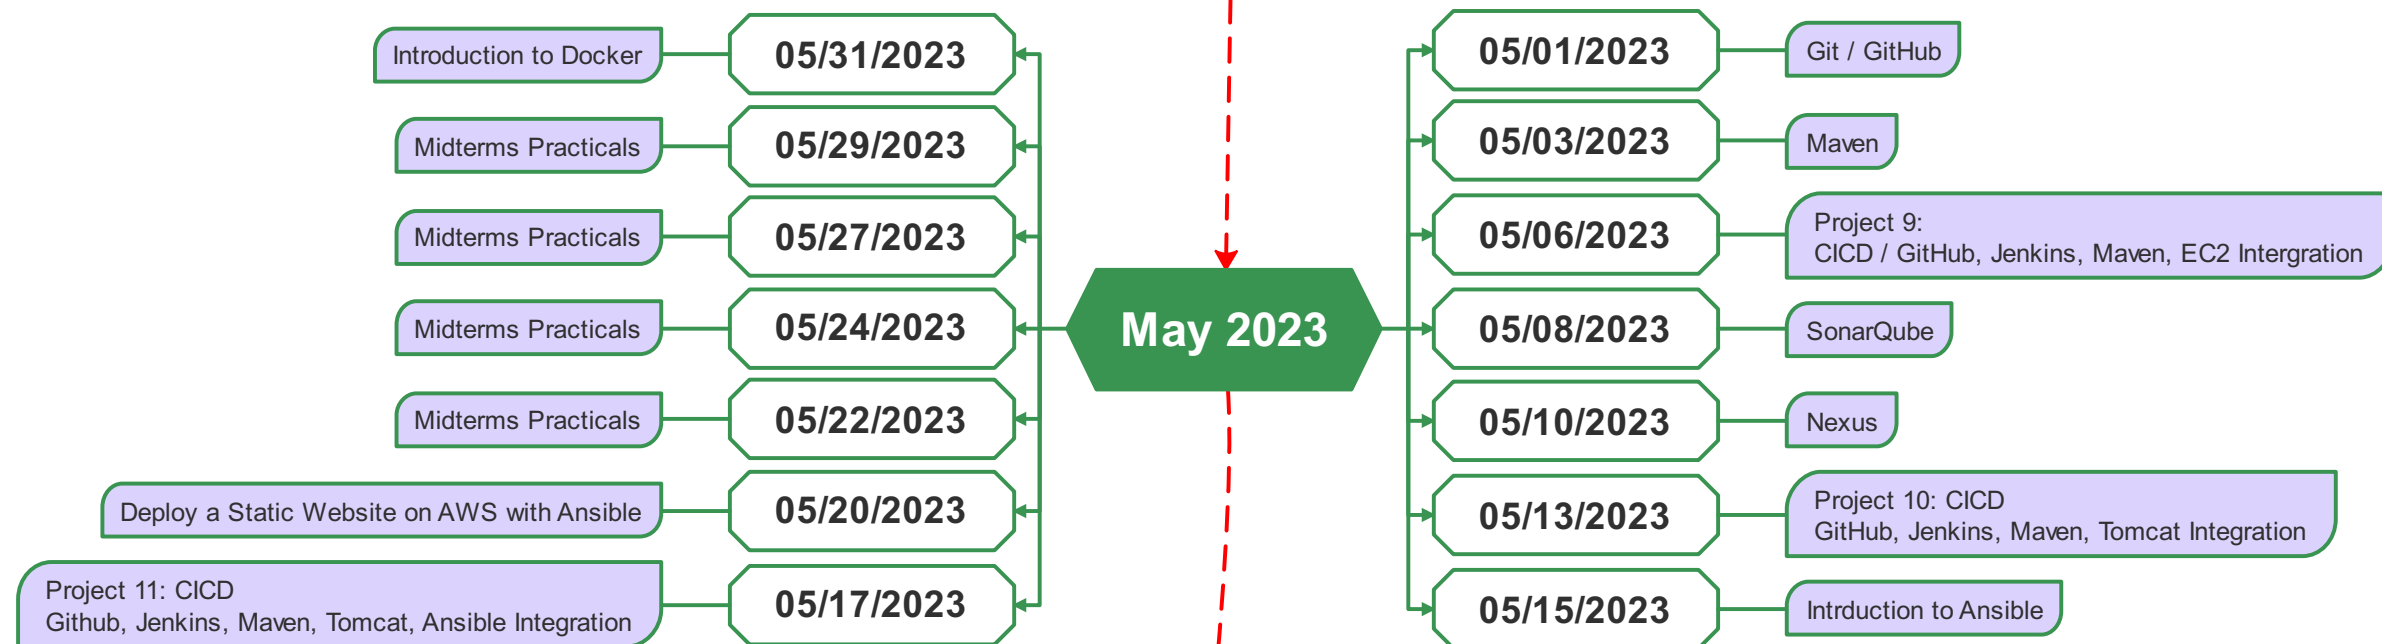 05/31/2023
Introduction to Docker
05/29/2023
Midterms Practicals
05/27/2023
Midterms Practicals
05/24/2023
Midterms Practicals
05/22/2023
Midterms Practicals
05/20/2023
Deploy a Static Website on AWS with Ansible
05/17/2023
Project 11: CICD
Github, Jenkins, Maven, Tomcat, Ansible Integration
May 2023
05/01/2023
Git / GitHub
05/03/2023
Maven
05/06/2023
Project 9:
CICD / GitHub, Jenkins, Maven, EC2 Intergration
05/08/2023
SonarQube
05/10/2023
Nexus
05/13/2023
Project 10: CICD
GitHub, Jenkins, Maven, Tomcat Integration
05/15/2023
Intrduction to Ansible